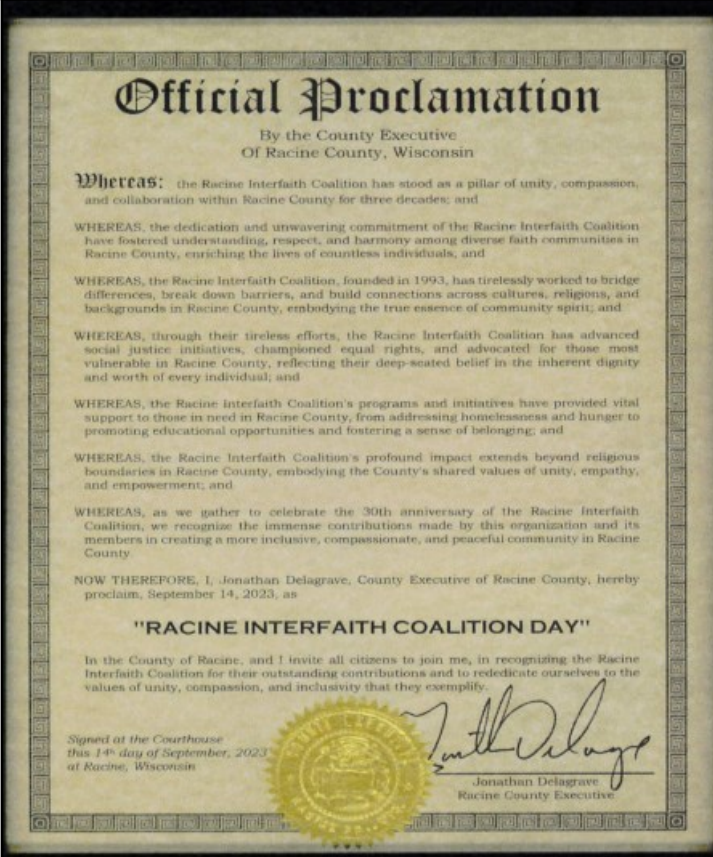 Official Proclamation
By the County Executive
Of Racine County, Wisconsin
Whereas: the Racine Interfaith Coalition has stood as a pillar of unity, compassion,
and collaboration within Racine County for three decades; and
WHEREAS, the dedication and unwavering commitment of the Racine Interfaith Coalition
have fostered understanding, respect, and harmony among diverse faith communities in
Racine County, enriching the lives of countless individuals, and
WHEREAS, the Racine Interfaith Coalition, founded in 1993, has tirelessly worked to bridge
differences, break down barriers, and build connections across cultures, religions, and
backgrounds in Racine County, embodying the true essence of community spirit; and
WHEREAS, through their tireless efforts, the Racine Interfaith Coalition has advanced
social justice initiatives, championed equal rights, and advocated for those most
vulnerable in Racine County, reflecting their deep-seated belief in the inherent dignity
and worth of every individual; and
WHEREAS, the Racine Interfaith Coalition's programs and initiatives have provided vital
support to those in need in Racine County, from addressing homelessness and hunger to
promoting educational opportunities and fostering a sense of belonging; and
WHEREAS, the Racine Interfaith Coalition's profound impact extends beyond religious
boundaries in Racine County, embodying the County's shared values of unity, empathy,
and empowerment; and
WHEREAS, as we gather to celebrate the 30th anniversary of the Racine Interfaith
Coalition, we recognize the immense contributions made by this organization and its
members in creating a more inclusive, compassionate, and peaceful community in Racine
County
NOW THEREFORE, I, Jonathan Delagrave, County Executive of Racine County, hereby
proclaim, September 14, 2023, as
"RACINE INTERFAITH COALITION DAY"
In the County of Racine, and I invite all citizens to join me, in recognizing the Racine
Interfaith Coalition for their outstanding contributions and to rededicate ourselves to the
values of unity, compassion, and inclusivity that they exemplify.
Signed at the Courthouse
this 14th day of September, 2023
at Racine, Wisconsin
Jonathan Delagrave
Racine County Executive